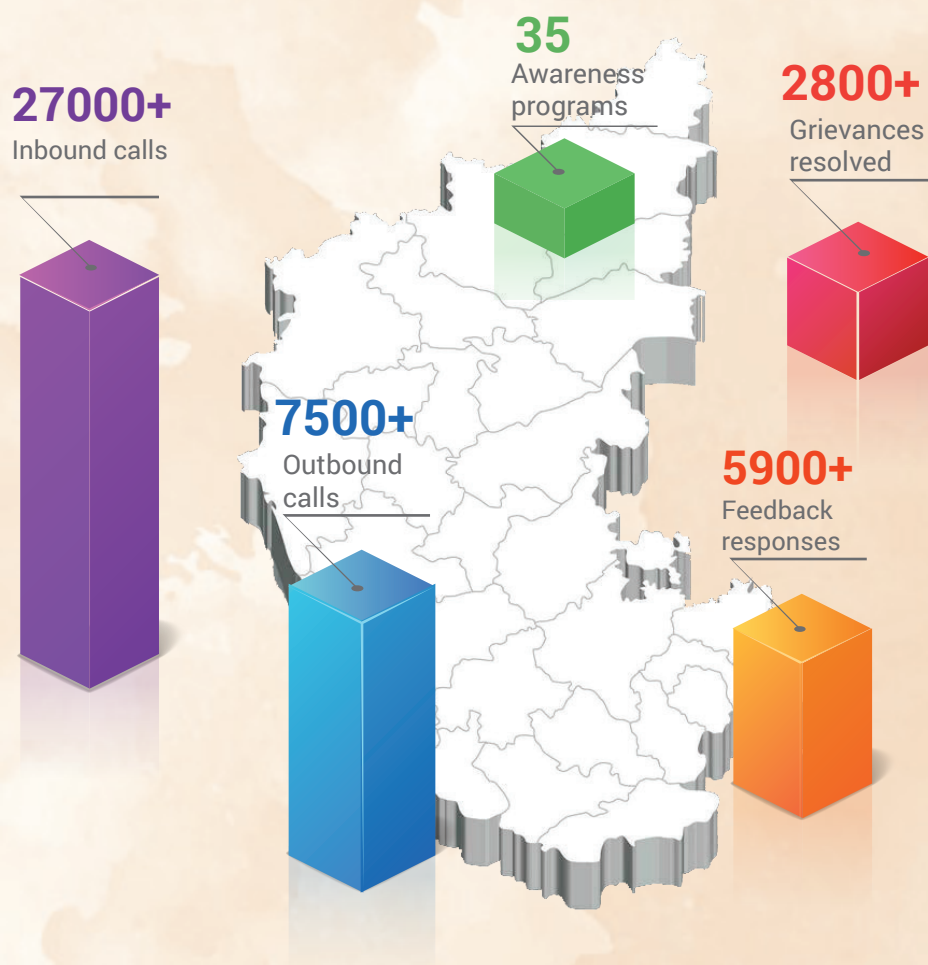 35
Awareness
programs
27000+
Inbound calls
2800+
Grievances
resolved
7500+
Outbound
calls
5900+
Feedback
responses